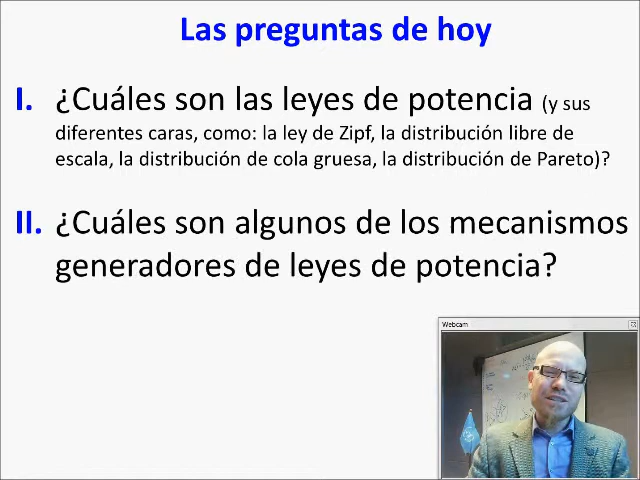 Las preguntas de hoy
I. ¿Cuáles son las leyes de potencia (y sus
diferentes caras, como: la ley de Zipf, la distribución libre de
escala, la distribución de cola gruesa, la distribución de Pareto)?
II. ¿Cuáles son algunos de los mecanismos
generadores de leyes de potencia?
Webcam